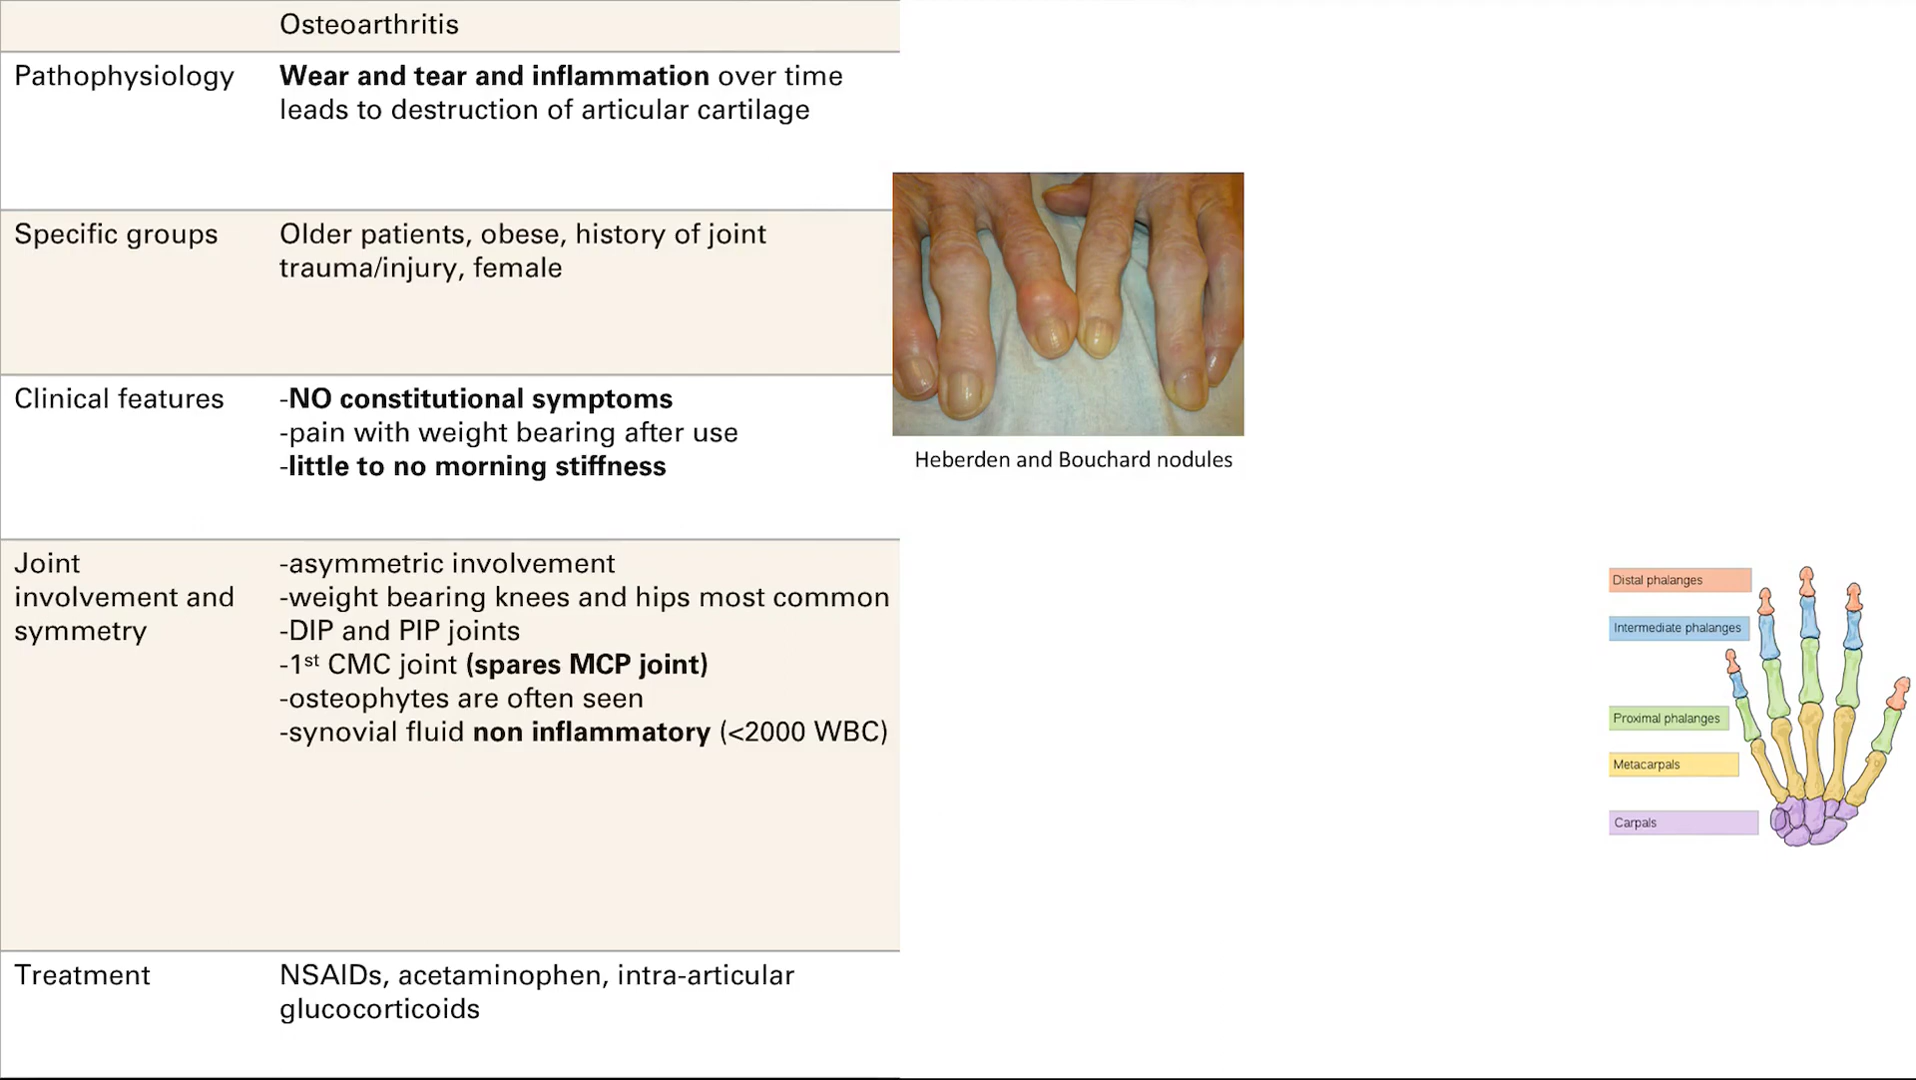 Osteoarthritis
Pathophysiology
Wear and tear and inflammation over time
leads to destruction of articular cartilage
Specific groups
Older patients, obese, history of joint
trauma/injury, female
Clinical features
-NO constitutional symptoms
-pain with weight bearing after use
-little to no morning stiffness
Heberden and Bouchard nodules
Joint
involvement and
symmetry
-asymmetric involvement
-weight bearing knees and hips most common
-DIP and PIP joints
-1st CMC joint (spares MCP joint)
-osteophytes are often seen
-synovial fluid non inflammatory (<2000 WBC)
Distal phalanges
Intermediate phalanges
Proximal phalanges
Metacarpals
Carpals
Treatment
NSAIDs, acetaminophen, intra-articular
glucocorticoids